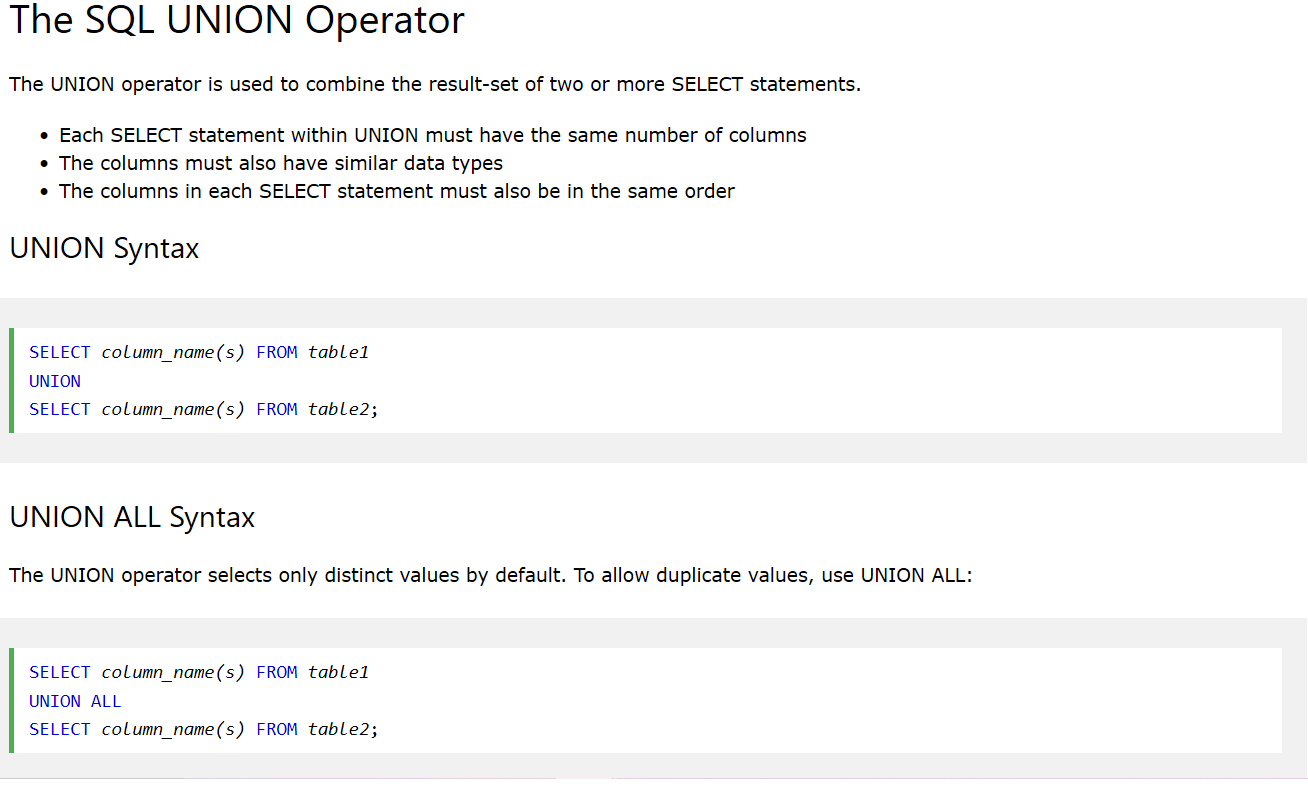 The SQL UNION Operator
The UNION operator is used to combine the result-set of two or more SELECT statements.
• Each SELECT statement within UNION must have the same number of columns
• The columns must also have similar data types
• The columns in each SELECT statement must also be in the same order
UNION Syntax
SELECT column_name(s) FROM table1
UNION
SELECT column_name(s) FROM table2;
UNION ALL Syntax
The UNION operator selects only distinct values by default. To allow duplicate values, use UNION ALL:
SELECT column_name(s) FROM table1
UNION ALL
SELECT column_name(s) FROM table2;